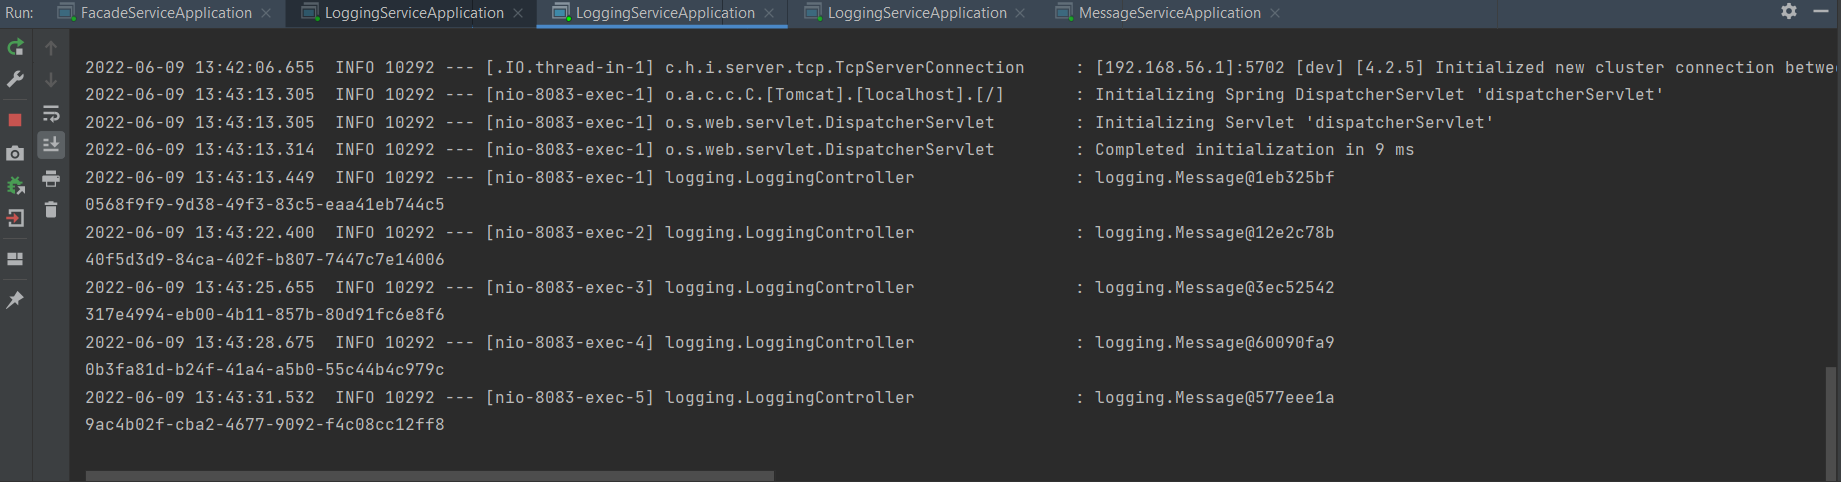 Run: FacadeServiceApplication × LoggingServiceApplication × LoggingServiceApplication × LoggingServiceApplication × MessageServiceApplication ×
2022-06-09 13:42:06.655  INFO 10292 --- [.IO.thread-in-1] c.h.i.server.tcp.TcpServerConnection     : [192.168.56.1]:5702 [dev] [4.2.5] Initialized new cluster connection betwe
2022-06-09 13:43:13.305  INFO 10292 --- [nio-8083-exec-1] o.a.c.c.C.[Tomcat].[localhost].[/]       : Initializing Spring DispatcherServlet 'dispatcherServlet'
2022-06-09 13:43:13.305  INFO 10292 --- [nio-8083-exec-1] o.s.web.servlet.DispatcherServlet        : Initializing Servlet 'dispatcherServlet'
2022-06-09 13:43:13.314  INFO 10292 --- [nio-8083-exec-1] o.s.web.servlet.DispatcherServlet        : Completed initialization in 9 ms
2022-06-09 13:43:13.449  INFO 10292 --- [nio-8083-exec-1] logging.LoggingController                : logging.Message@1eb325bf
0568f9f9-9d38-49f3-83c5-eaa41eb744c5
2022-06-09 13:43:22.400  INFO 10292 --- [nio-8083-exec-2] logging.LoggingController                : logging.Message@12e2c78b
40f5d3d9-84ca-402f-b807-7447c7e14006
2022-06-09 13:43:25.655  INFO 10292 --- [nio-8083-exec-3] logging.LoggingController                : logging.Message@3ec52542
317e4994-eb00-4b11-857b-80d91fc6e8f6
2022-06-09 13:43:28.675  INFO 10292 --- [nio-8083-exec-4] logging.LoggingController                : logging.Message@60090fa9
0b3fa81d-b24f-41a4-a5b0-55c44b4c979c
2022-06-09 13:43:31.532  INFO 10292 --- [nio-8083-exec-5] logging.LoggingController                : logging.Message@577eee1a
9ac4b02f-cba2-4677-9092-f4c08cc12ff8